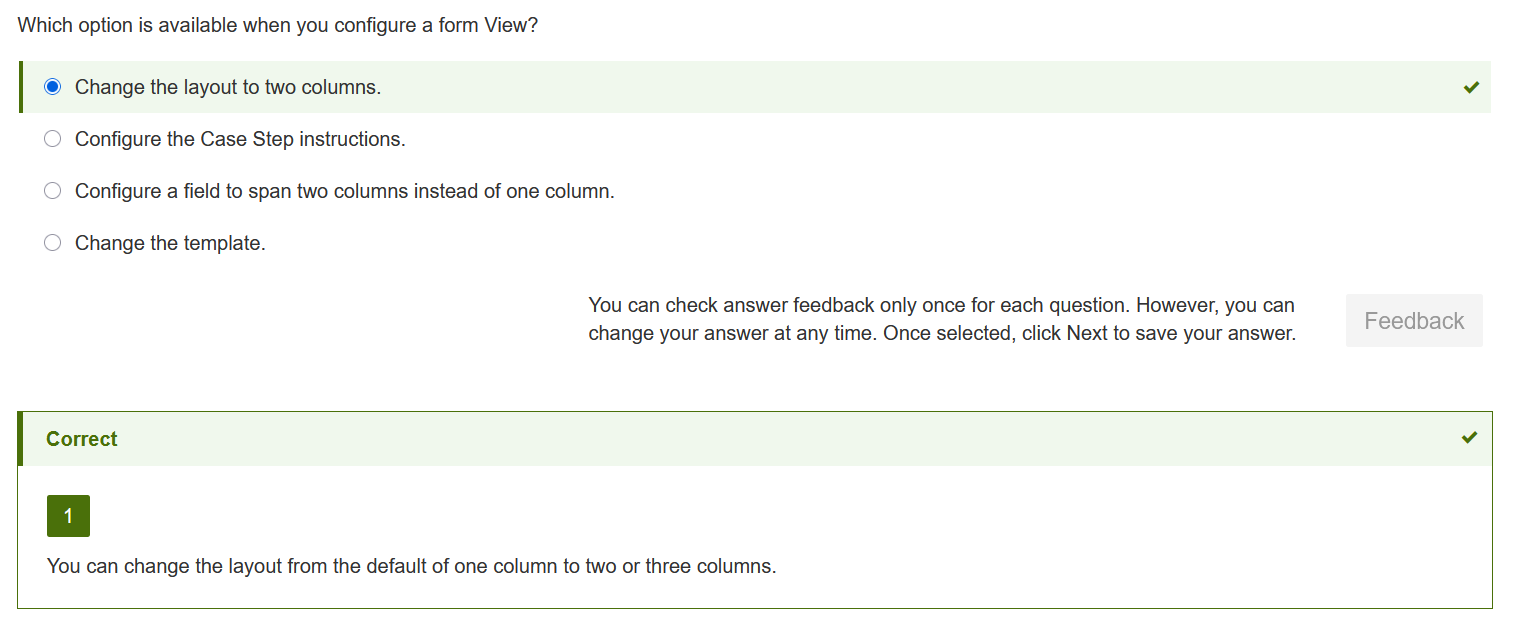 Which option is available when you configure a form View?
Change the layout to two columns.
Configure the Case Step instructions.
Configure a field to span two columns instead of one column.
Change the template.
You can check answer feedback only once for each question. However, you can
change your answer at any time. Once selected, click Next to save your answer.
Feedback
Correct
1
You can change the layout from the default of one column to two or three columns.